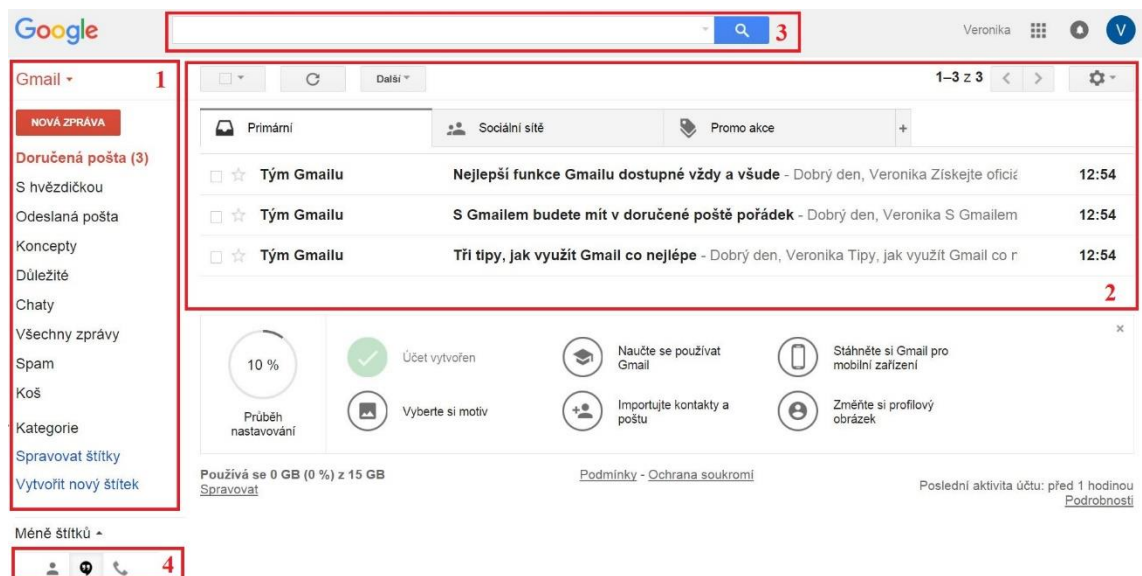 Google
3
Veronika
V
Gmail
1
Další
1–3 z 3
NOVÁ ZPRÁVA
Primární
Sociální sítě
Promo akce
+
Doručená pošta (3)
S hvězdičkou
Odeslaná pošta
Koncepty
Důležité
Chaty
Všechny zprávy
Spam
Koš
Kategorie
Spravovat štítky
Vytvořit nový štítek
Tým Gmailu Nejlepší funkce Gmailu dostupné vždy a všude - Dobrý den, Veronika Získejte 12:54
Tým Gmailu S Gmailem budete mít v doručené poště pořádek - Dobrý den, Veronika S Gmailem 12:54
Tým Gmailu Tři tipy, jak využít Gmail co nejlépe - Dobrý den, Veronika Tipy, jak využít Gmail co 12:54
2
10 %
Průběh
nastavování
Účet vytvořen
Naučte se používat
Gmail
Stáhněte si Gmail pro
mobilní zařízení
Vyberte si motiv
Importujte kontakty a
poštu
Změňte si profilový
obrázek
Používá se 0 GB (0 %) z 15 GB
Spravovat
Podmínky - Ochrana soukromí
Poslední aktivita účtu: před 1 hodinou
Podrobnosti
Méně štítků
4